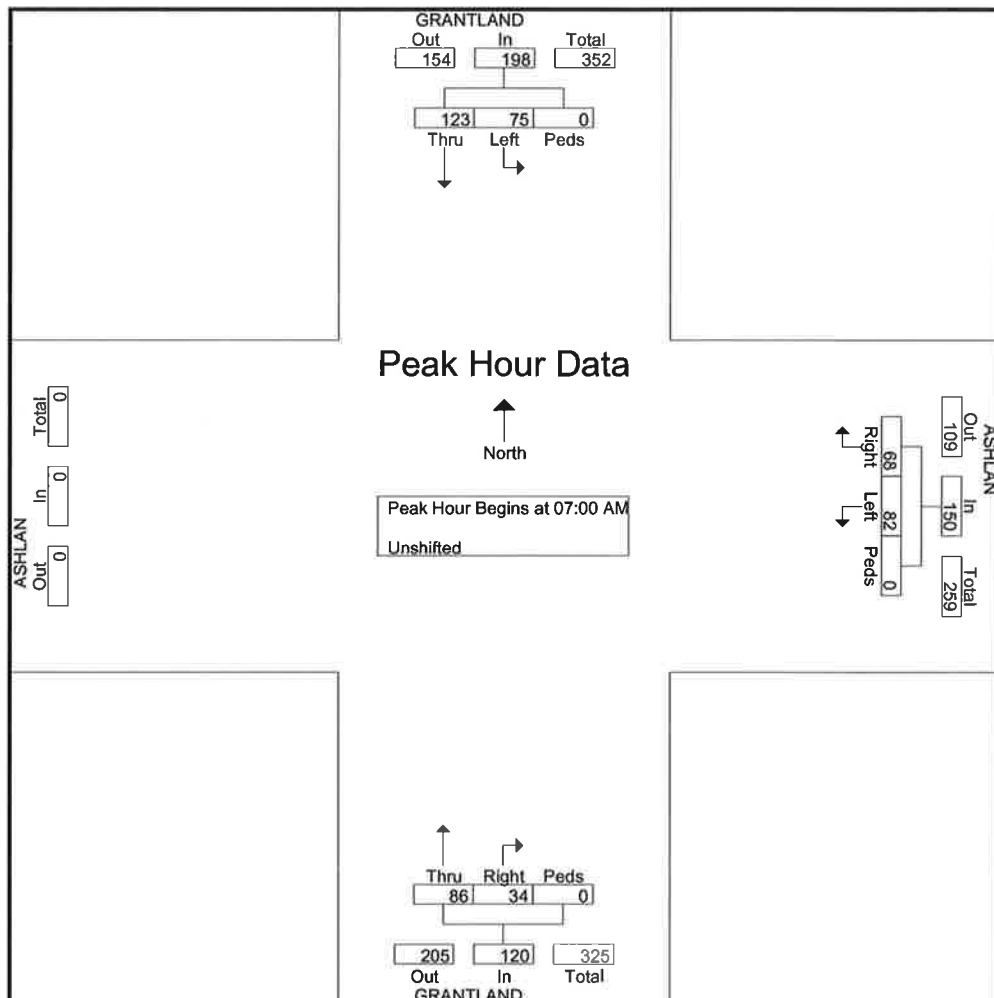 GRANTLAND
Out In Total
154 198 352
123 75 0
Thru Left Peds
Peak Hour Data
North
Peak Hour Begins at 07:00 AM
Unshifted
ASHLAN
Total In Out
0 0 0
ASHLAN
Out In Total
109 150 259
68 82 0
Right Left Peds
Thru Right Peds
86 34 0
205 120 325
Out In Total
GRANTLAND